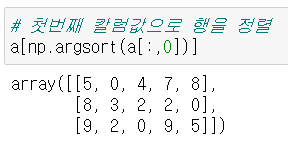 # 첫번째 칼럼값으로 행을 정렬
a[np.argsort(a[:,0])]
array([[5, 0, 4, 7, 8],
       [8, 3, 2, 2, 0],
       [9, 2, 0, 9, 5]])